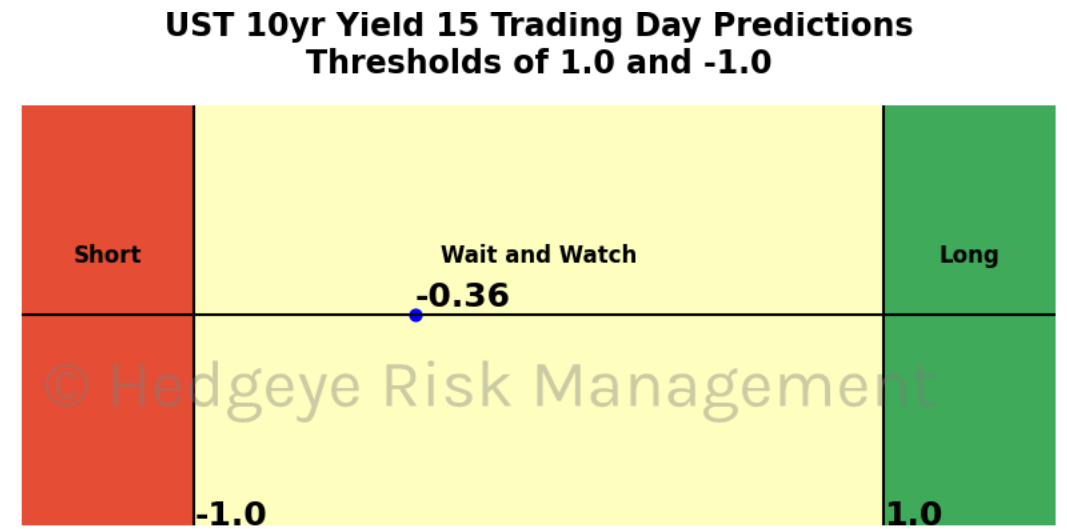 UST 10yr Yield 15 Trading Day Predictions
Thresholds of 1.0 and -1.0
Short
Wait and Watch
Long
-0.36
© Hedgeye Risk Management
-1.0
1.0